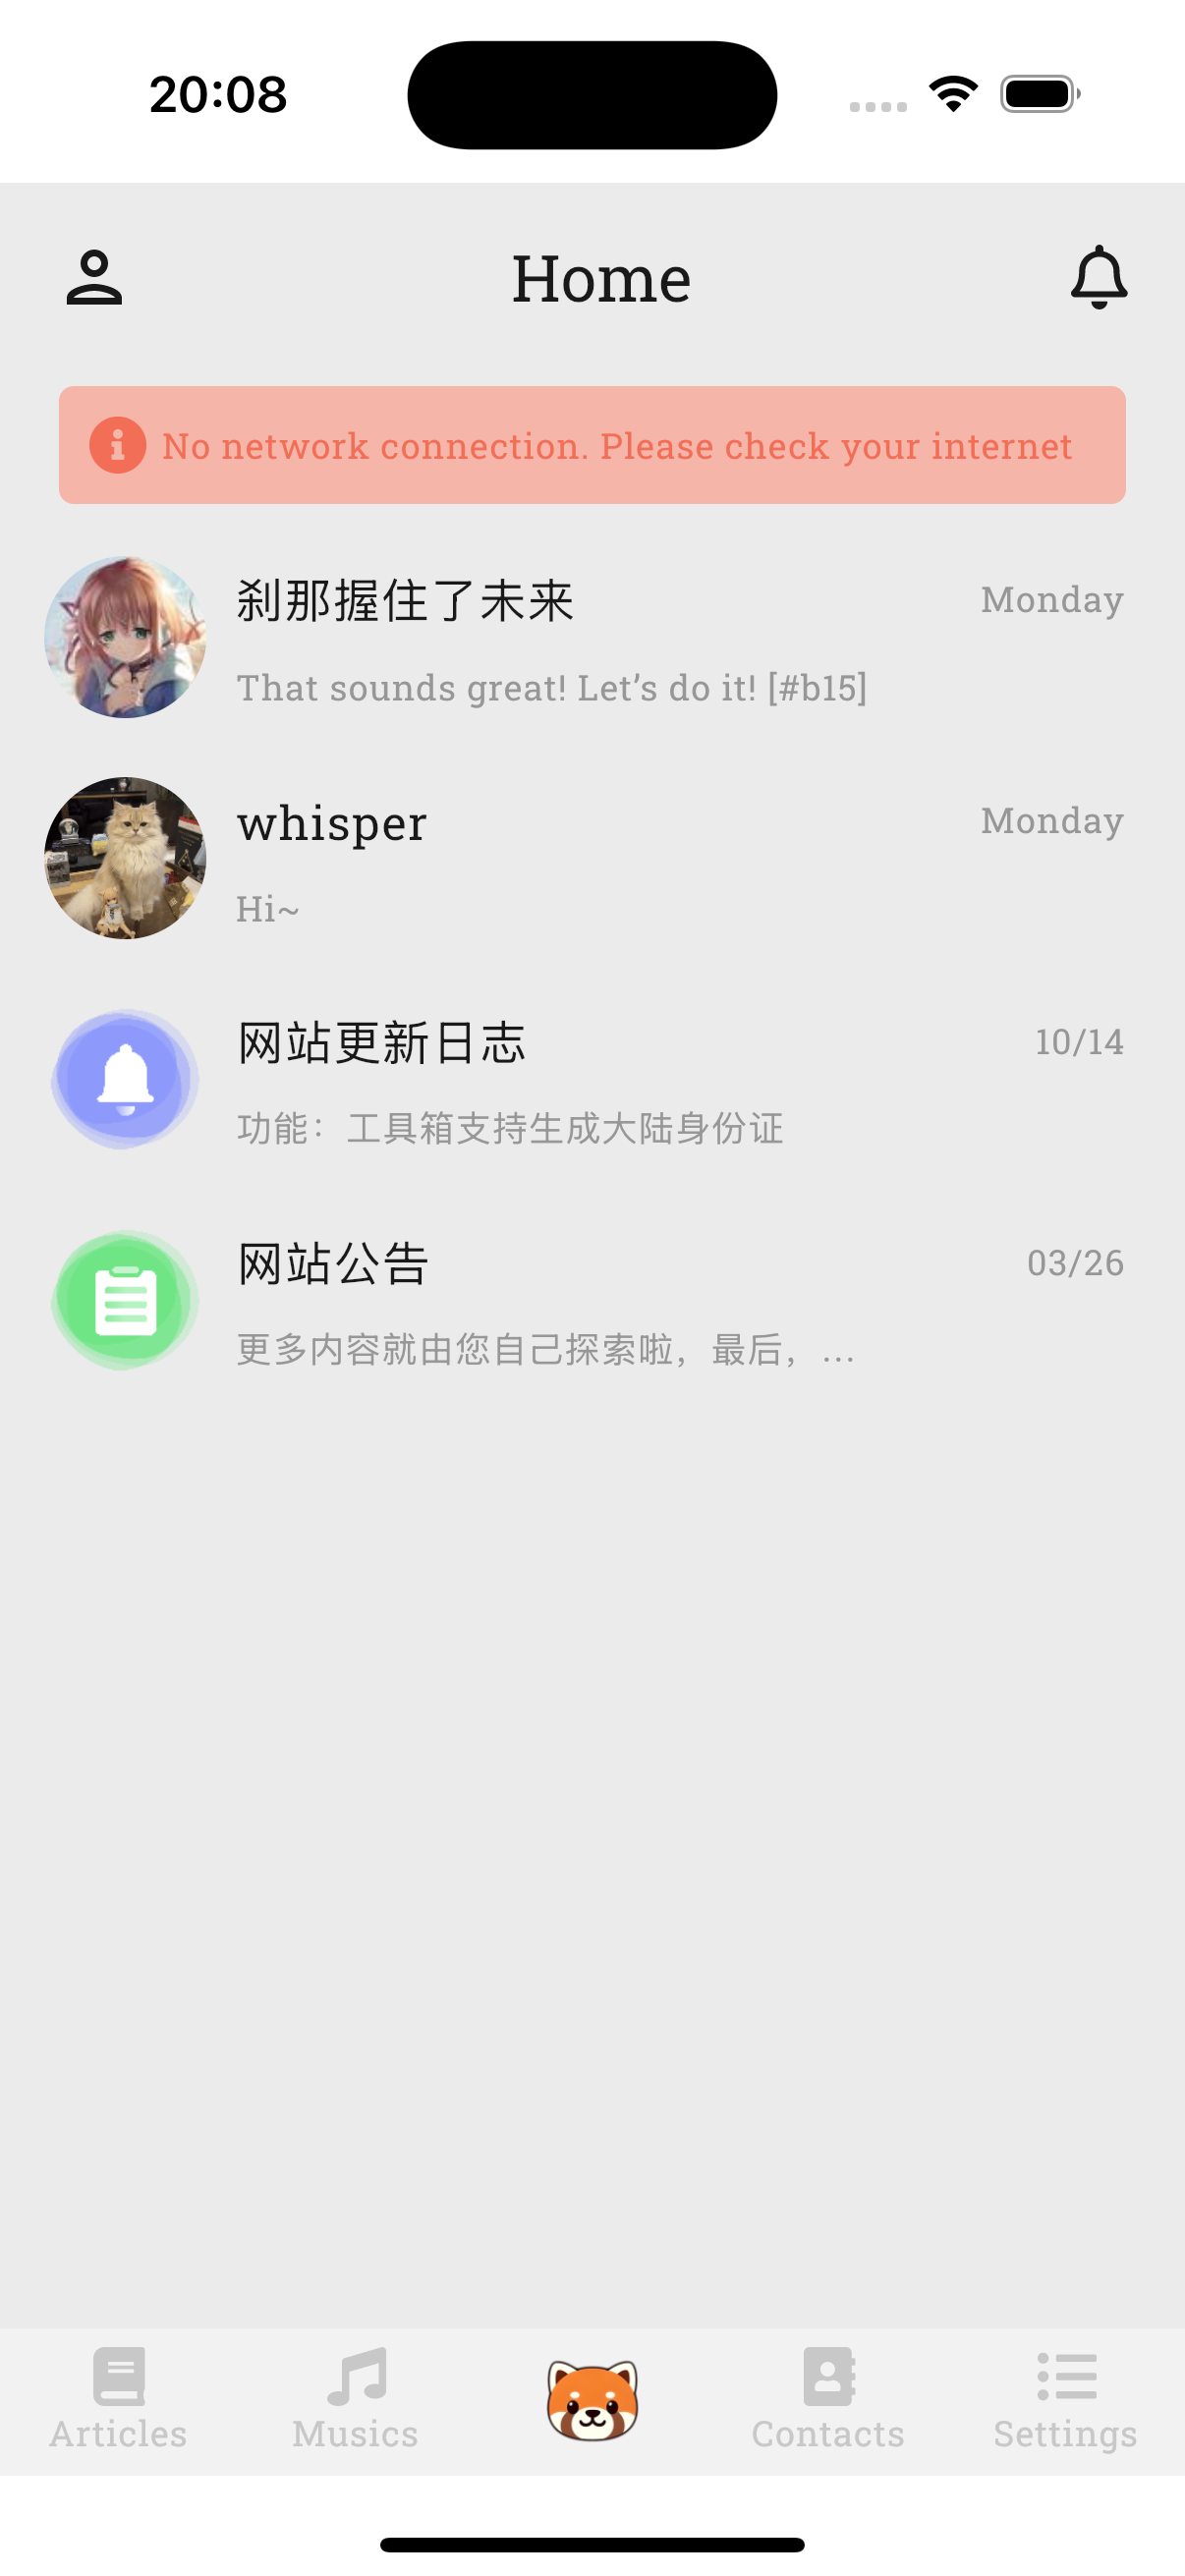 20:08
Home
No network connection. Please check your internet
刹那握住了未来
Monday
That sounds great! Let’s do it! [#b15]
whisper
Monday
Hi~
网站更新日志
10/14
功能：工具箱支持生成大陆身份证
网站公告
03/26
更多内容就由您自己探索啦，最后，...
Articles
Musics
Contacts
Settings